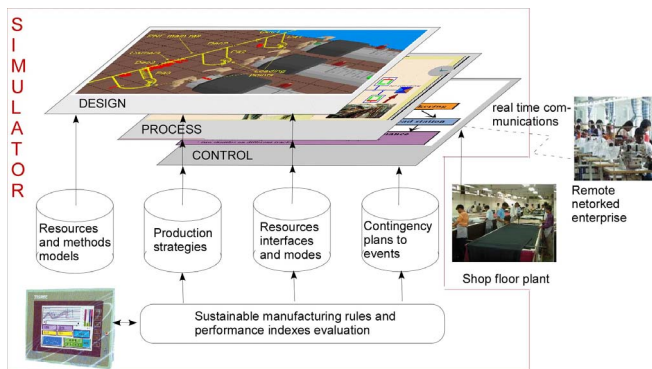 SIMULATOR
DESIGN
PROCESS
CONTROL
real time com-
munications
Remote
netorked
enterprise
Resources
and methods
models
Production
strategies
Resources
interfaces
and modes
Contingency
plans to
events
Shop floor plant
Sustainable manufacturing rules and
performance indexes evaluation